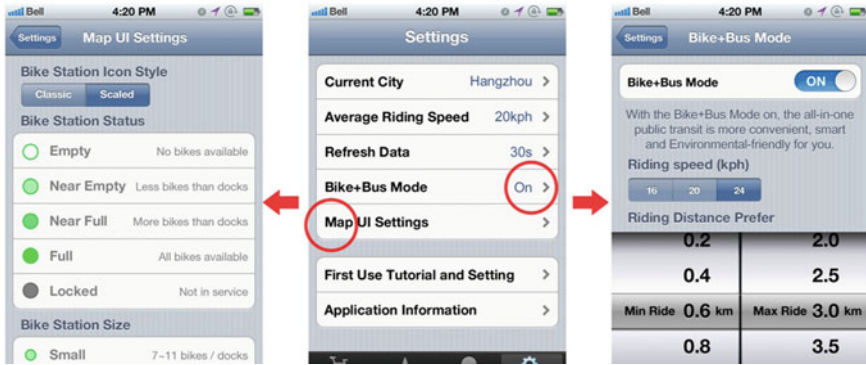 Bell 4:20 PM
Settings Map UI Settings
Bike Station Icon Style
Classic Scaled
Bike Station Status
Empty No bikes available
Near Empty Less bikes than docks
Near Full More bikes than docks
Full All bikes available
Locked Not in service
Bike Station Size
Small 7~11 bikes / docks
Bell 4:20 PM
Settings
Current City Hangzhou
Average Riding Speed 20kph
Refresh Data 30s
Bike+Bus Mode On
Map UI Settings
First Use Tutorial and Setting
Application Information
Bell 4:20 PM
Settings Bike+Bus Mode
Bike+Bus Mode ON
With the Bike+Bus Mode on, the all-in-one
public transit is more convenient, smart
and Environmental-friendly for you.
Riding speed (kph)
16 20 24
Riding Distance Prefer
0.2 2.0
0.4 2.5
Min Ride 0.6 km Max Ride 3.0 km
0.8 3.5